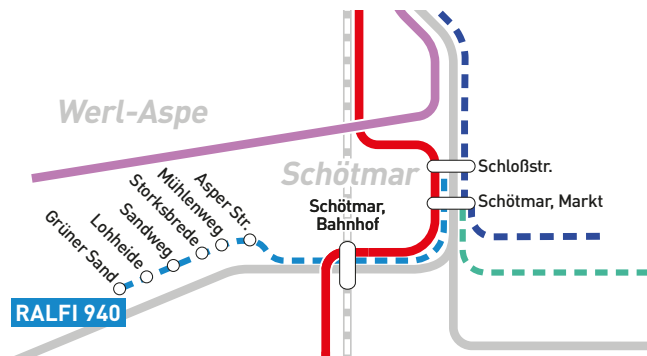 Werl-Aspe
Schötmar
Schloßstr.
Schötmar, Markt
Schötmar,
Bahnhof
Asper Str.
Mühlenweg
Storksbrede
Sandweg
Lohheide
Grüner Sand
RALFI 940